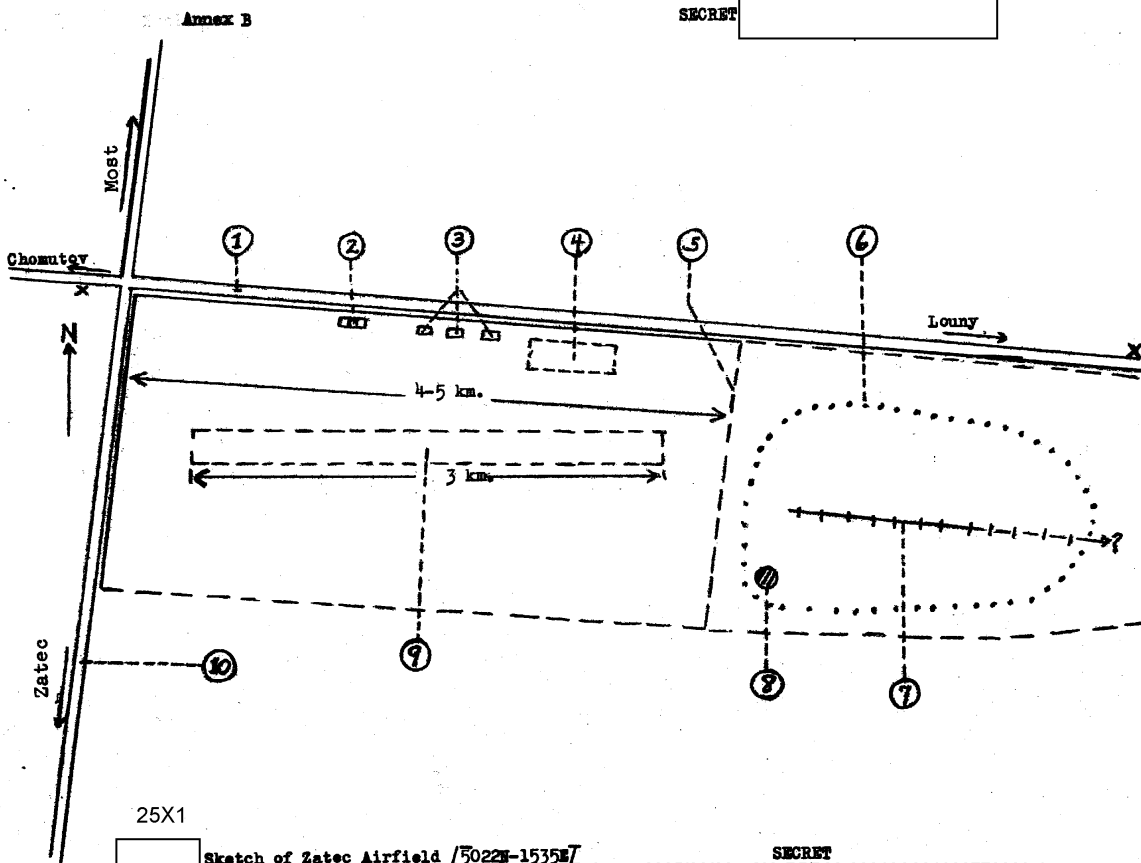 Annex B
SECRET
Most
Chomutov
x
N
1
2
3
4
5
6
Louny
x
4-5 km.
3 km.
?
Zatec
10
9
8
7
25X1
Sketch of Zatec Airfield /5022N-1535E/
SECRET